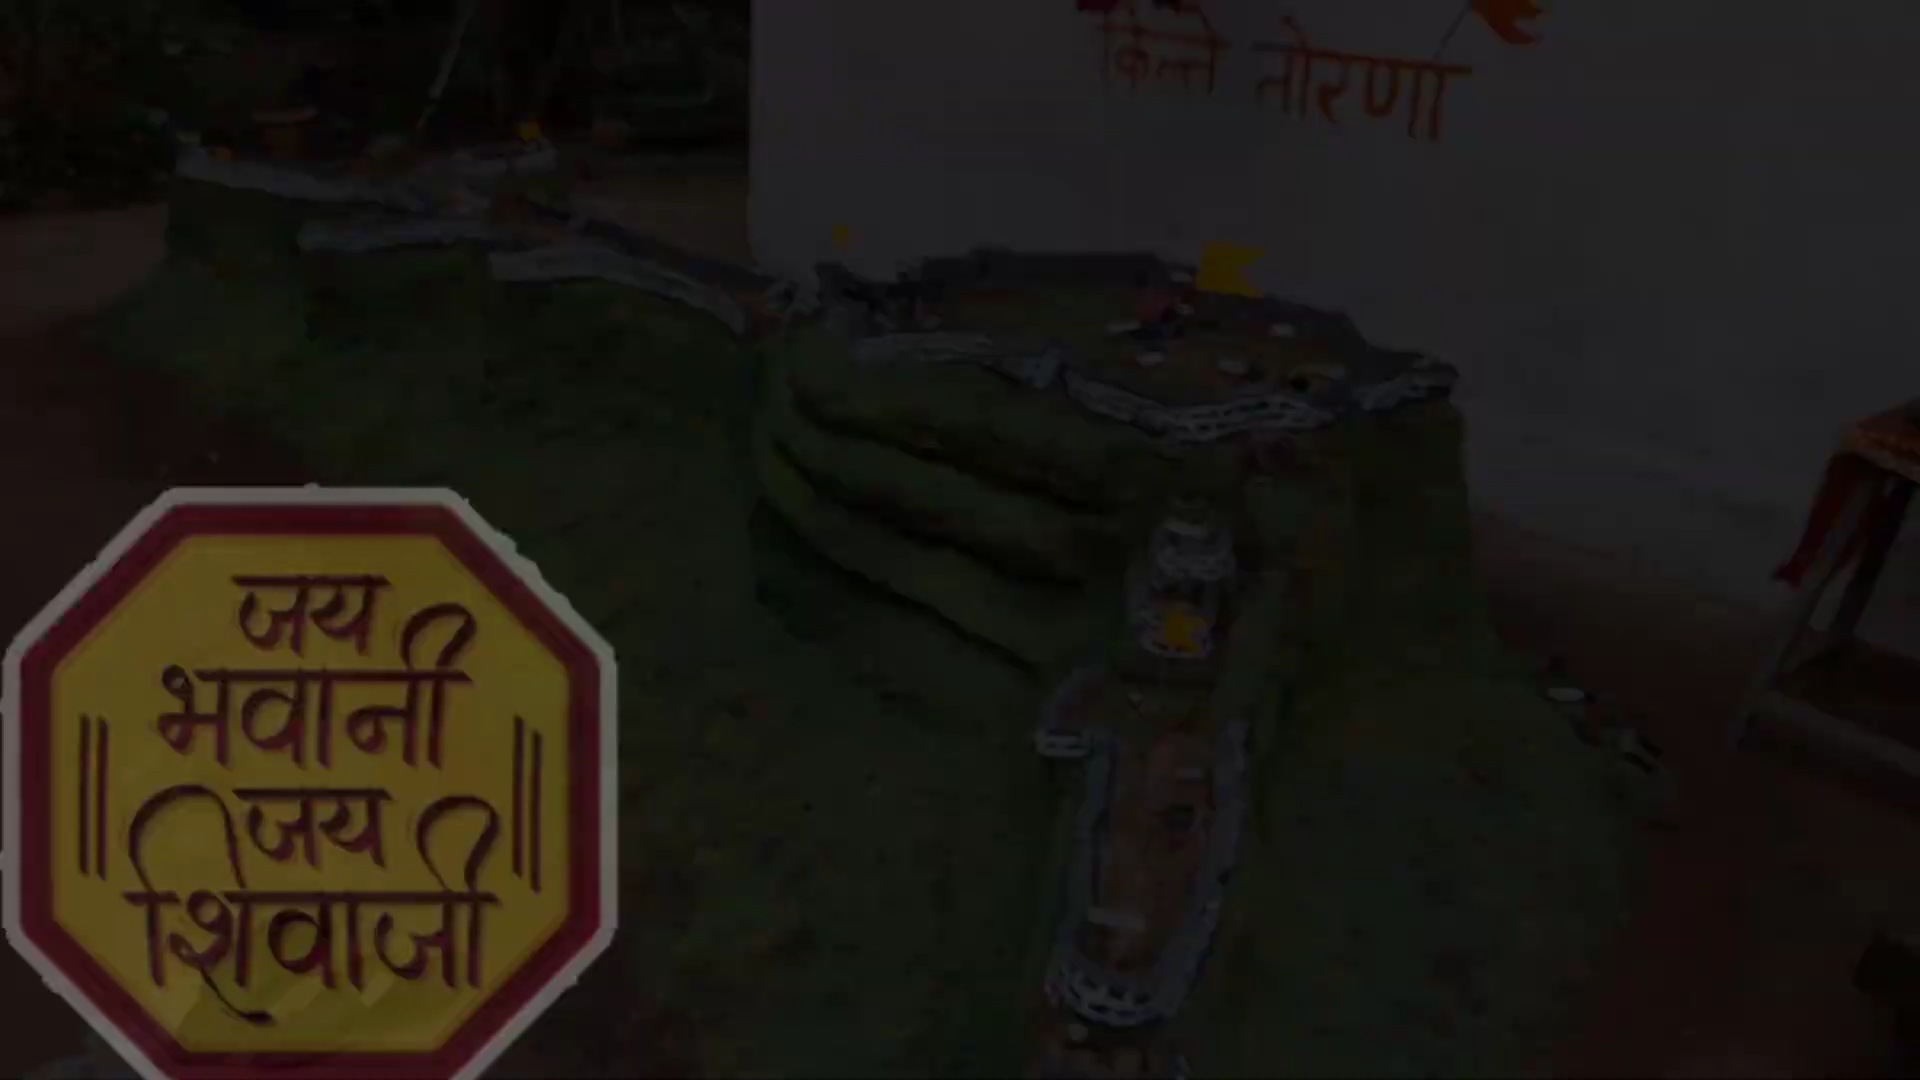 किल्ले तोरणा
जय
भवानी
जय
शिवाजी